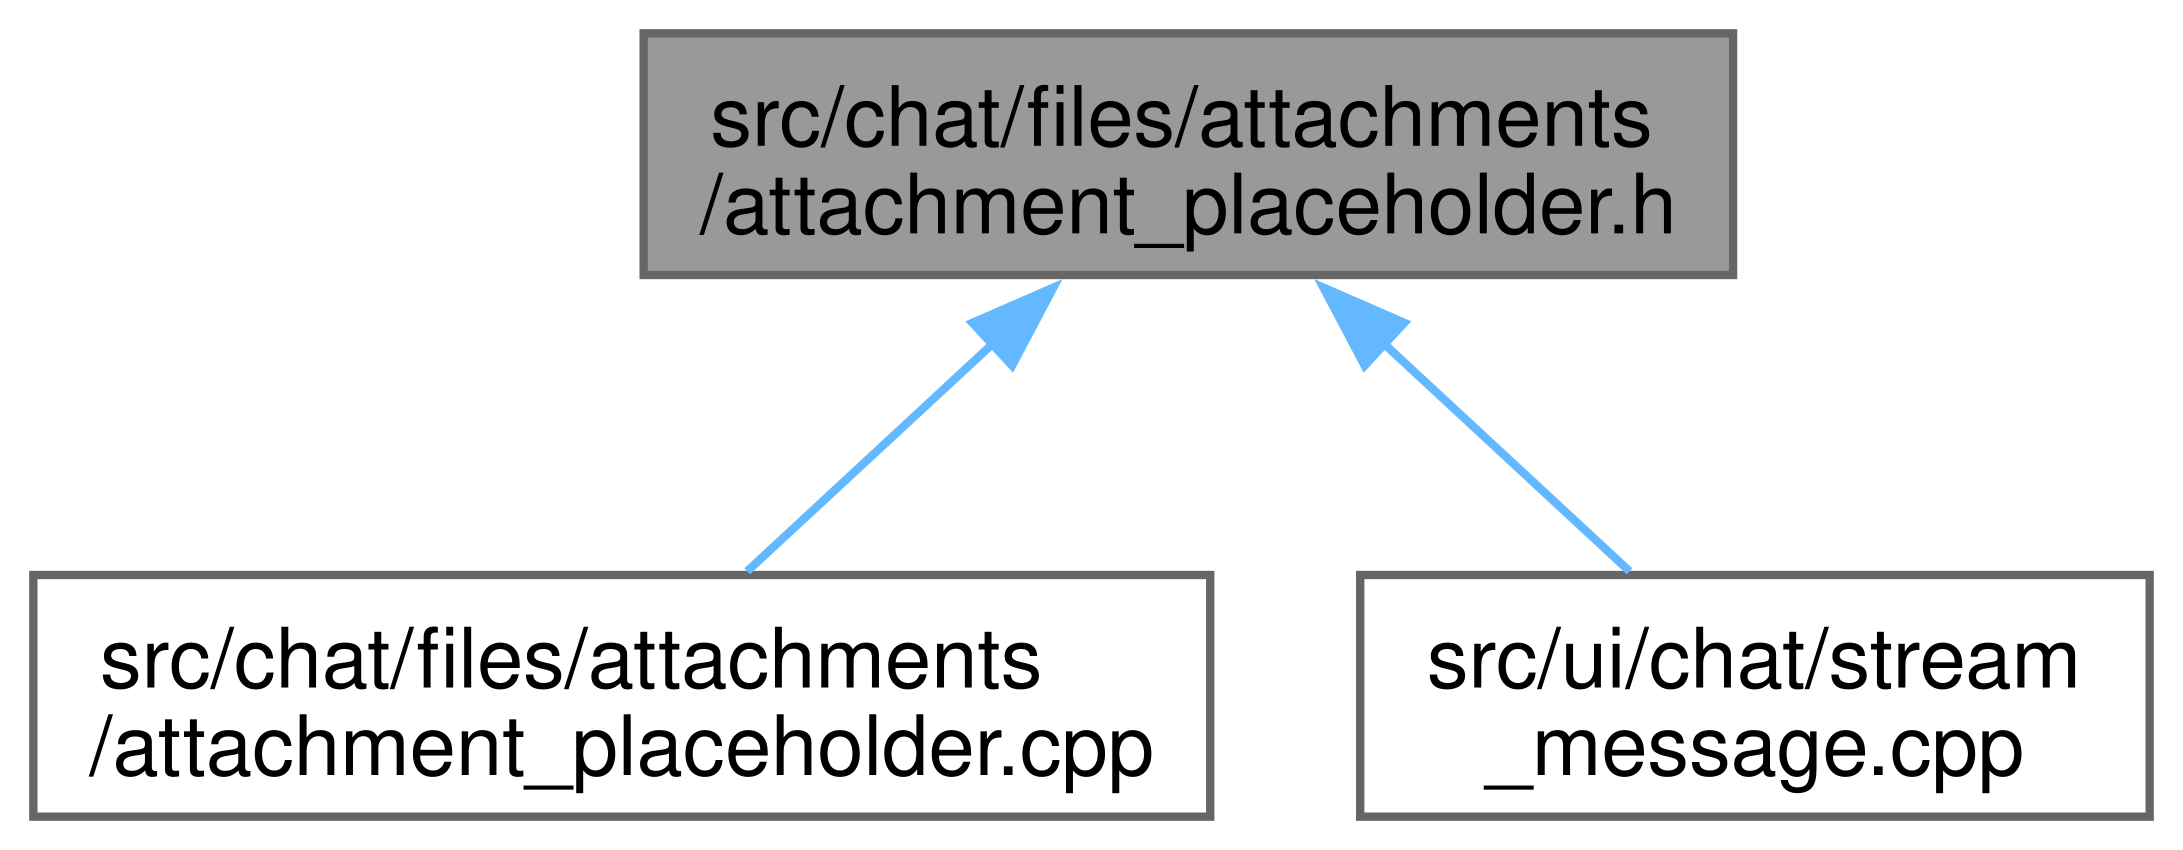 src/chat/files/attachments
/attachment_placeholder.h
src/chat/files/attachments
/attachment_placeholder.cpp
src/ui/chat/stream
_message.cpp